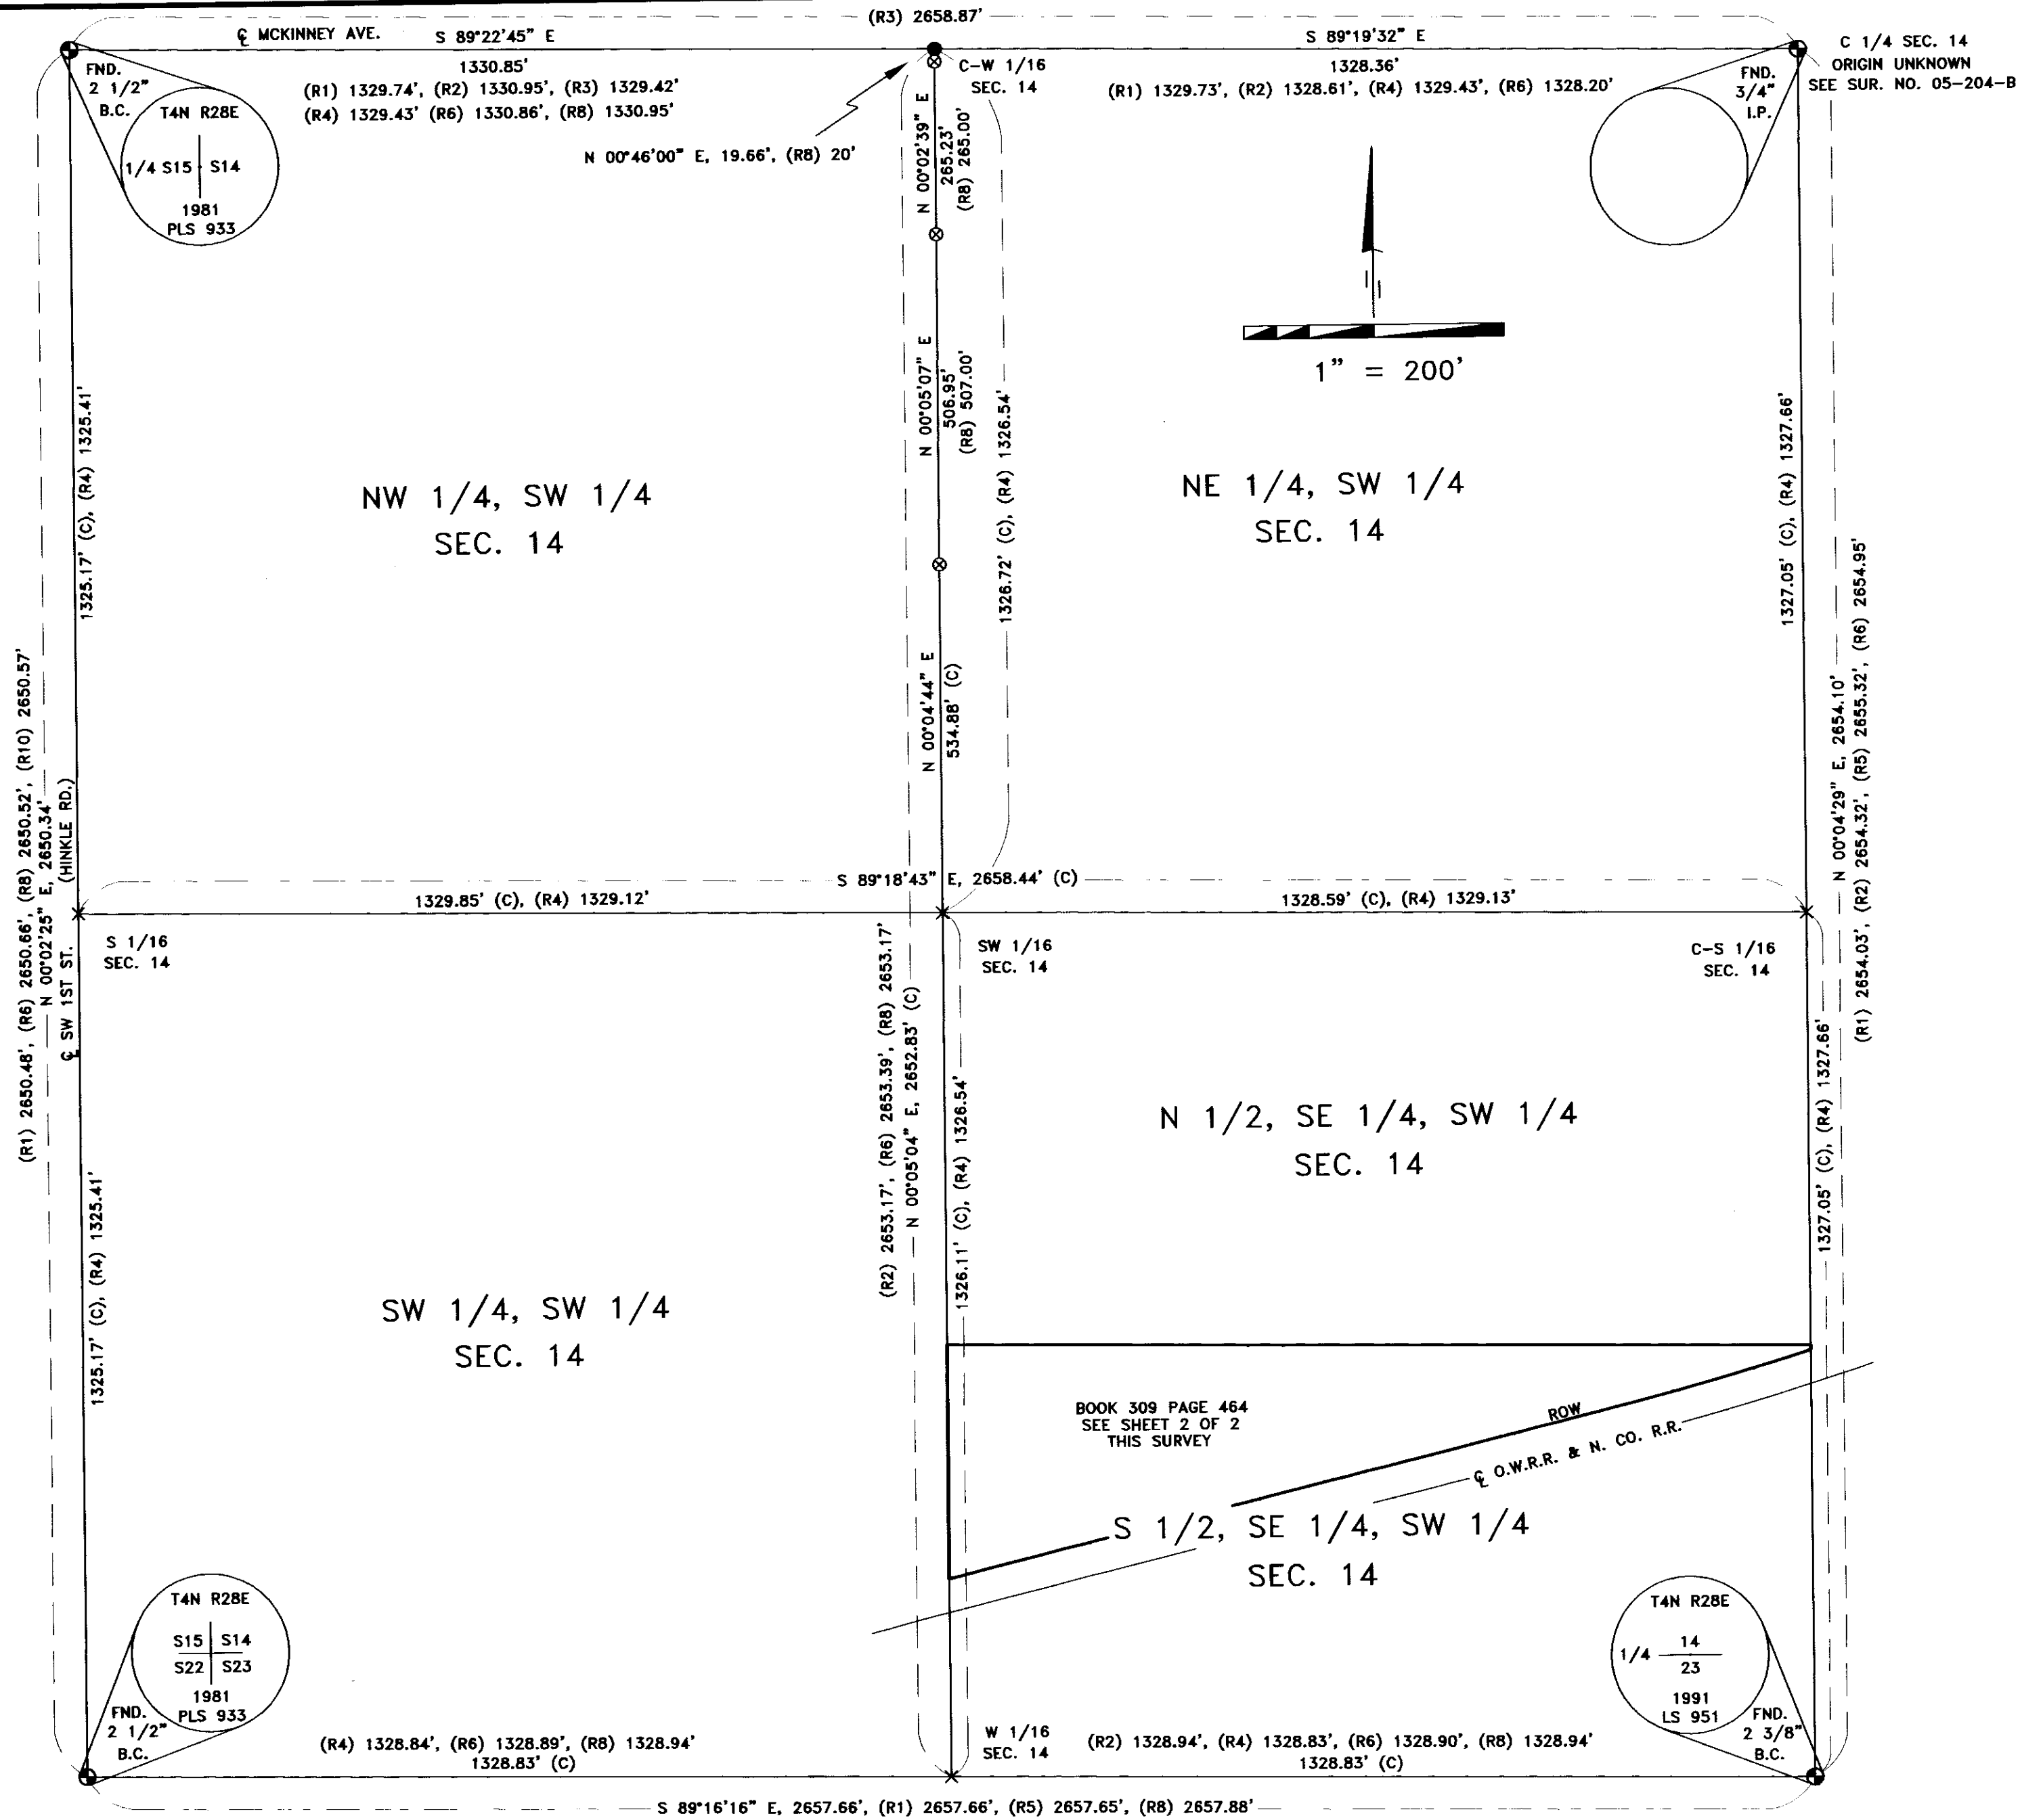 (R3) 2658.87'
℄ MCKINNEY AVE.
S 89°22'45" E
S 89°19'32" E
1330.85'
(R1) 1329.74', (R2) 1330.95', (R3) 1329.42'
(R4) 1329.43' (R6) 1330.86', (R8) 1330.95'
1328.36'
(R1) 1329.73', (R2) 1328.61', (R4) 1329.43', (R6) 1328.20'
C 1/4 SEC. 14
ORIGIN UNKNOWN
SEE SUR. NO. 05-204-B
FND.
2 1/2"
B.C.
T4N R28E
1/4 S15 S14
1981
PLS 933
C-W 1/16
SEC. 14
N 00°46'00" E, 19.66', (R8) 20'
FND.
3/4"
I.P.
N 00°02'39" E
265.23'
(R8) 265.00'
1" = 200'
N 00°05'07" E
506.95'
(R8) 507.00'
1326.72' (C), (R4) 1326.54'
1325.17' (C), (R4) 1325.41'
1327.05' (C), (R4) 1327.66'
NW 1/4, SW 1/4
SEC. 14
NE 1/4, SW 1/4
SEC. 14
N 00°04'44" E
534.88' (C)
(R1) 2650.48', (R6) 2650.66', (R8) 2650.52', (R10) 2650.57'
N 00°02'25" E, 2650.34'
(HINKLE RD.)
℄ SW 1ST ST.
N 00°04'29" E, 2654.10'
(R1) 2654.03', (R2) 2654.32', (R5) 2655.32', (R6) 2654.95'
S 89°18'43" E, 2658.44' (C)
1329.85' (C), (R4) 1329.12'
1328.59' (C), (R4) 1329.13'
S 1/16
SEC. 14
SW 1/16
SEC. 14
C-S 1/16
SEC. 14
(R2) 2653.17', (R6) 2653.39', (R8) 2653.17'
N 00°05'04" E, 2652.83' (C)
1326.11' (C), (R4) 1326.54'
1327.05' (C), (R4) 1327.66'
1325.17' (C), (R4) 1325.41'
N 1/2, SE 1/4, SW 1/4
SEC. 14
SW 1/4, SW 1/4
SEC. 14
BOOK 309 PAGE 464
SEE SHEET 2 OF 2
THIS SURVEY
ROW
℄ O.W.R.R. & N. CO. R.R.
S 1/2, SE 1/4, SW 1/4
SEC. 14
T4N R28E
S15 S14
S22 S23
1981
PLS 933
FND.
2 1/2"
B.C.
T4N R28E
1/4 14
23
1991
LS 951
FND.
2 3/8"
B.C.
(R4) 1328.84', (R6) 1328.89', (R8) 1328.94'
1328.83' (C)
W 1/16
SEC. 14
(R2) 1328.94', (R4) 1328.83', (R6) 1328.90', (R8) 1328.94'
1328.83' (C)
S 89°16'16" E, 2657.66', (R1) 2657.66', (R5) 2657.65', (R8) 2657.88'